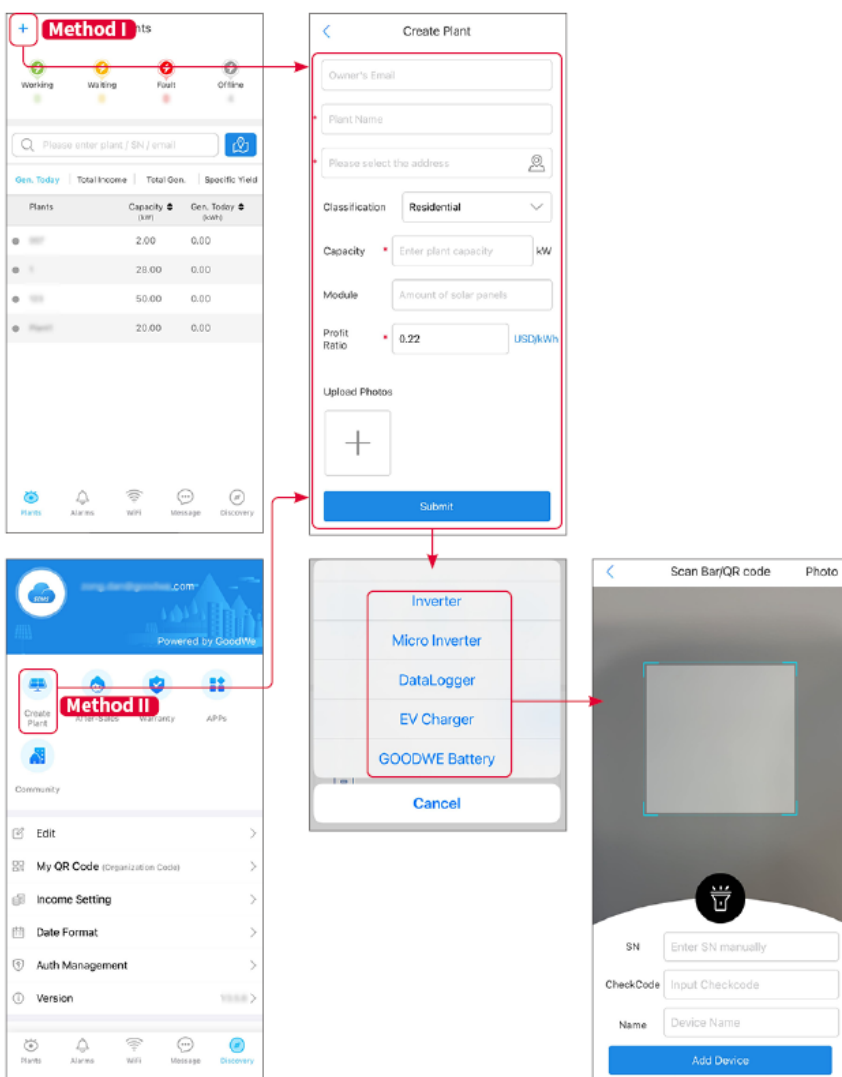 +
Method I
nts
Working
Waiting
Fault
Offline
Please enter plant / SN / email
Gen. Today
Total Income
Total Gen.
Specific Yield
Plants
Capacity
(kW)
Gen. Today
(kWh)
2.00 0.00
28.00 0.00
50.00 0.00
20.00 0.00
Plants
Alarms
WiFi
Message
Discovery
Create Plant
Owner's Email
* Plant Name
* Please select the address
Classification Residential
Capacity * Enter plant capacity kW
Module Amount of solar panels
Profit
Ratio
* 0.22 USD/kWh
Upload Photos
Submit
SEMS
.com
Powered by GoodWe
Create
Plant
Method II
After-Sales
Warranty
APPs
Community
Edit
My QR Code (Organization Code)
Income Setting
Date Format
Auth Management
Version
Plants
Alarms
WiFi
Message
Discovery
Inverter
Micro Inverter
DataLogger
EV Charger
GOODWE Battery
Cancel
Scan Bar/QR code
Photo
SN Enter SN manually
CheckCode Input Checkcode
Name Device Name
Add Device